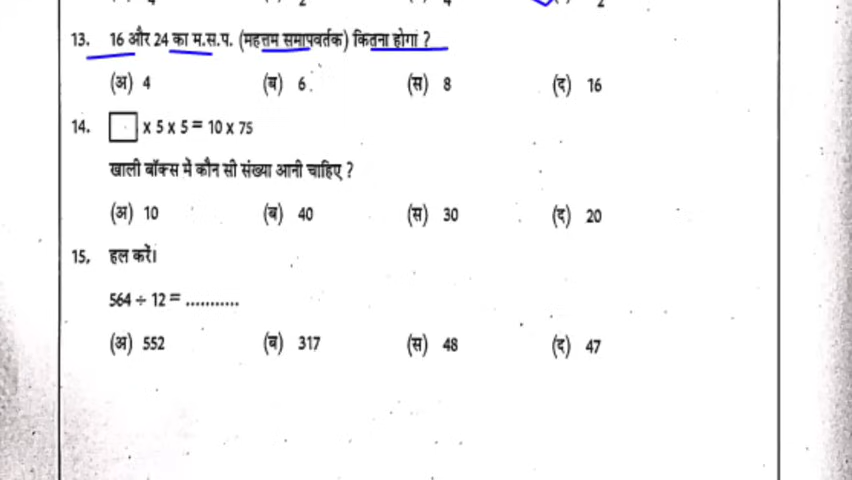 13. 16 और 24 का म.स.प. (महत्तम समापवर्तक) कितना होगा ?
(अ) 4 (ब) 6 (स) 8 (द) 16
14. x 5 x 5 = 10 x 75
खाली बॉक्स में कौन सी संख्या आनी चाहिए ?
(अ) 10 (ब) 40 (स) 30 (द) 20
15. हल करें।
564 ÷ 12 = ...........
(अ) 552 (ब) 317 (स) 48 (द) 47